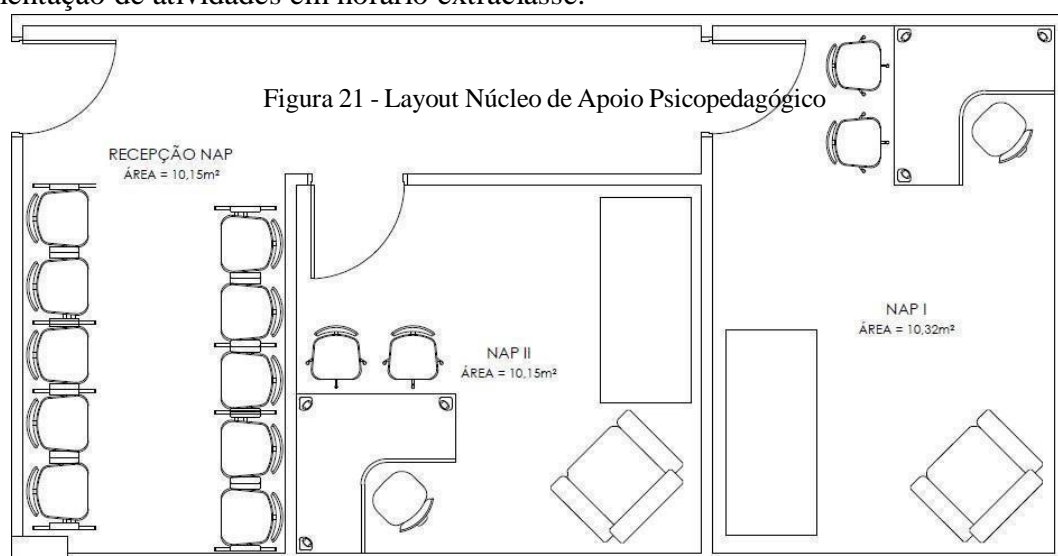 mentação de atividades em horário extraclasse.
Figura 21 - Layout Núcleo de Apoio Psicopedagógico
RECEPÇÃO NAP
ÁREA = 10,15m²
NAP II
ÁREA = 10,15m²
NAP I
ÁREA = 10,32m²